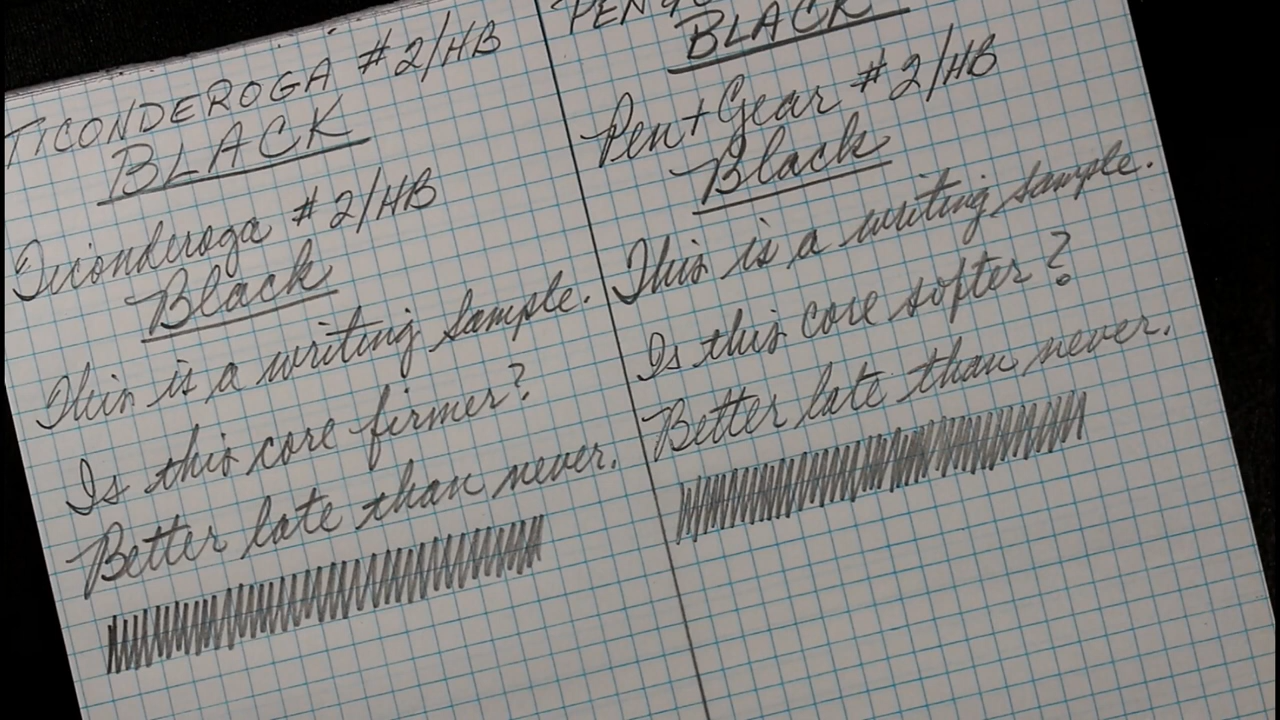 TICONDEROGA #2/HB
BLACK
Ticonderoga #2/HB
Black
This is a writing sample.
Is this core firmer?
Better late than never.
BLACK
Pen+Gear #2/HB
Black
This is a writing sample.
Is this core softer?
Better late than never.